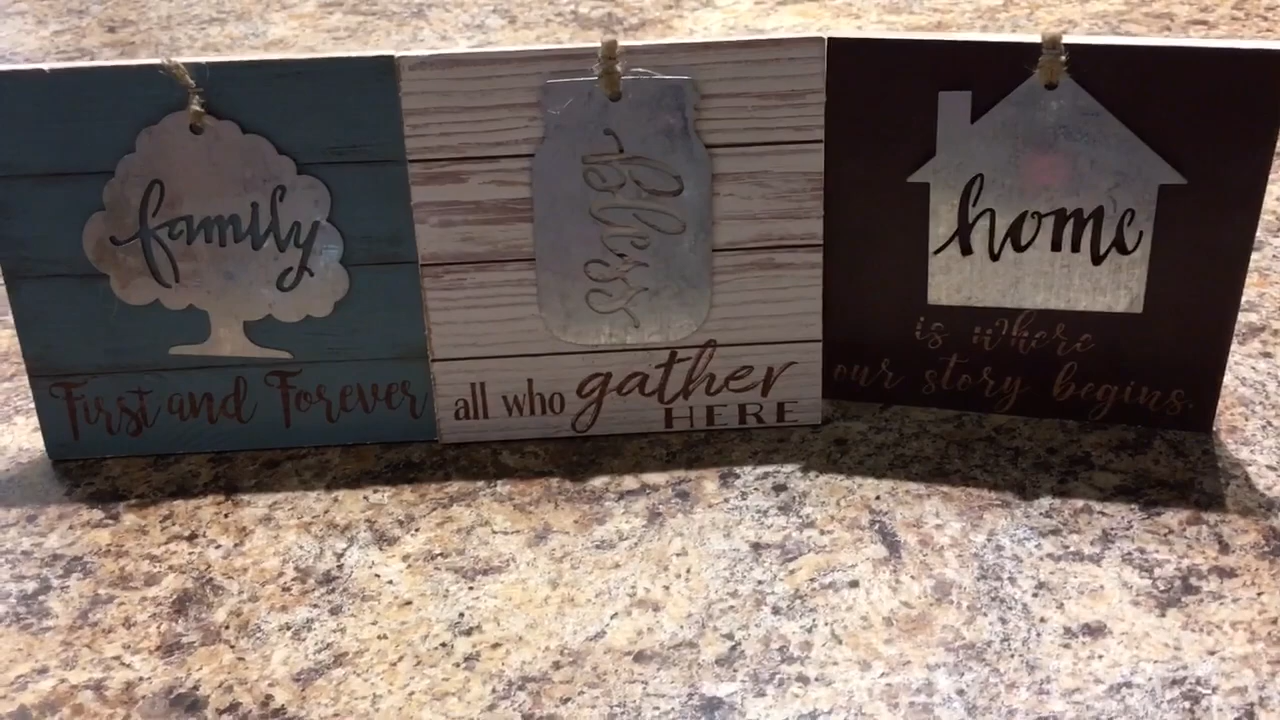 family
First and Forever
Bless
all who gather
HERE
home
is where
our story begins.